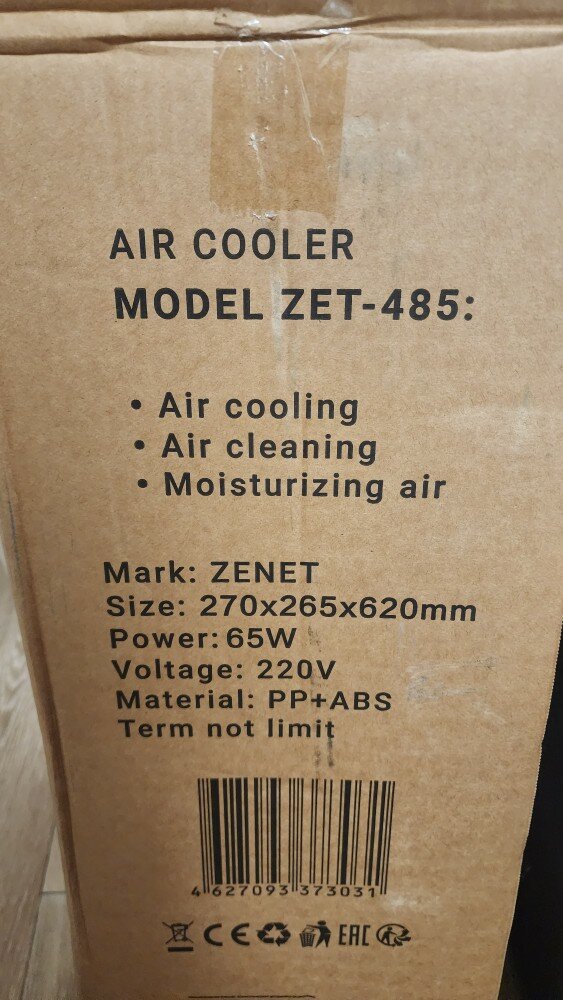 AIR COOLER
MODEL ZET-485:
• Air cooling
• Air cleaning
• Moisturizing air
Mark: ZENET
Size: 270x265x620mm
Power: 65W
Voltage: 220V
Material: PP+ABS
Term not limit
4 627093 373031
CE EAC